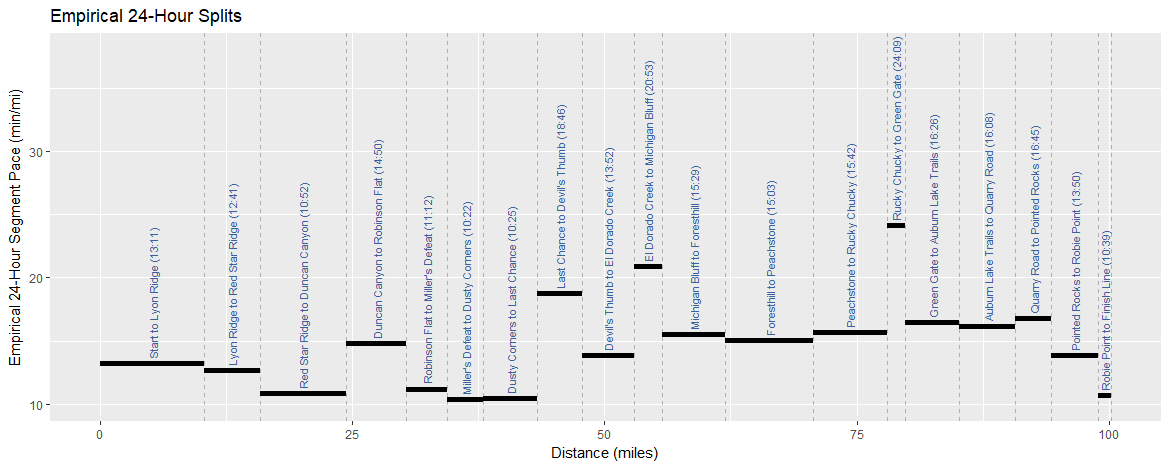 Empirical 24-Hour Splits
Empirical 24-Hour Segment Pace (min/mi)
30
20
10
Start to Lyon Ridge (13:11)
Lyon Ridge to Red Star Ridge (12:41)
Red Star Ridge to Duncan Canyon (10:52)
Duncan Canyon to Robinson Flat (14:50)
Robinson Flat to Miller's Defeat (11:12)
Miller's Defeat to Dusty Corners (10:22)
Dusty Corners to Last Chance (10:25)
Last Chance to Devil's Thumb (18:46)
Devil's Thumb to El Dorado Creek (13:52)
El Dorado Creek to Michigan Bluff (20:53)
Michigan Bluff to Foresthill (15:29)
Foresthill to Peachstone (15:03)
Peachstone to Rucky Chucky (15:42)
Rucky Chucky to Green Gate (24:09)
Green Gate to Auburn Lake Trails (16:26)
Auburn Lake Trails to Quarry Road (16:08)
Quarry Road to Pointed Rocks (16:45)
Pointed Rocks to Robie Point (13:50)
Robie Point to Finish Line (10:39)
0
25
50
75
100
Distance (miles)